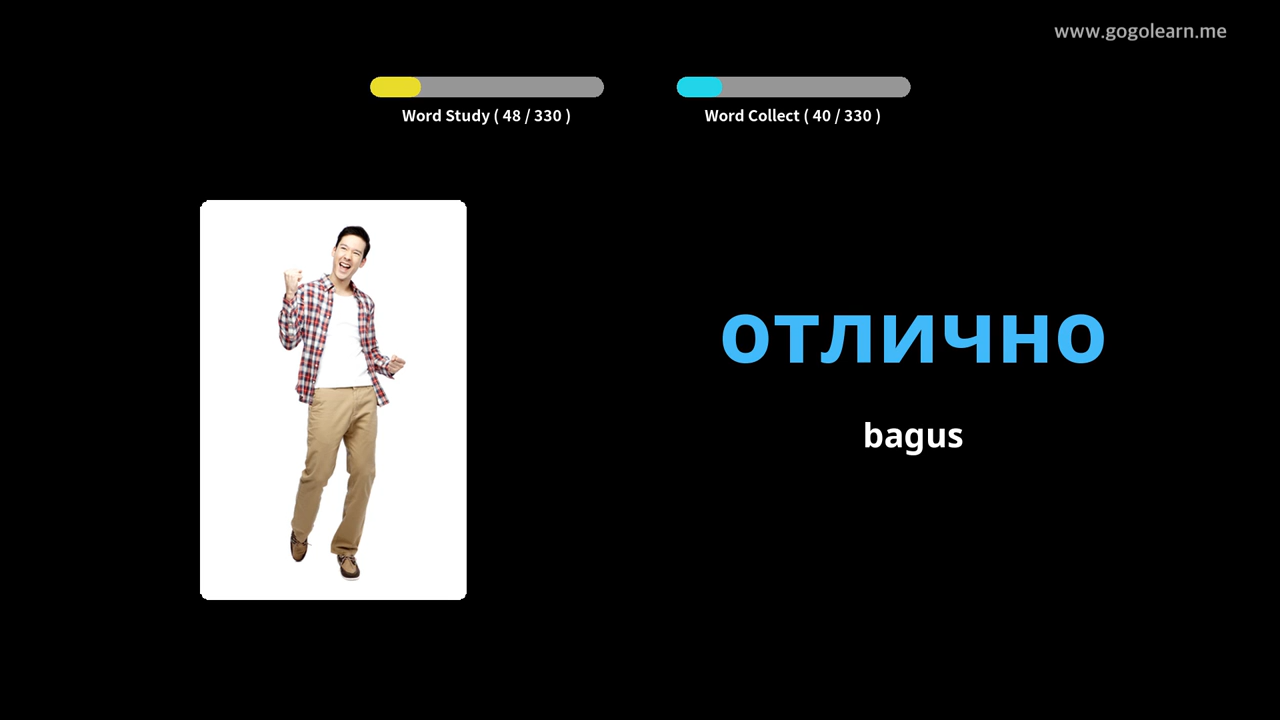 www.gogolearn.me
Word Study ( 48 / 330 )
Word Collect ( 40 / 330 )
отлично
bagus